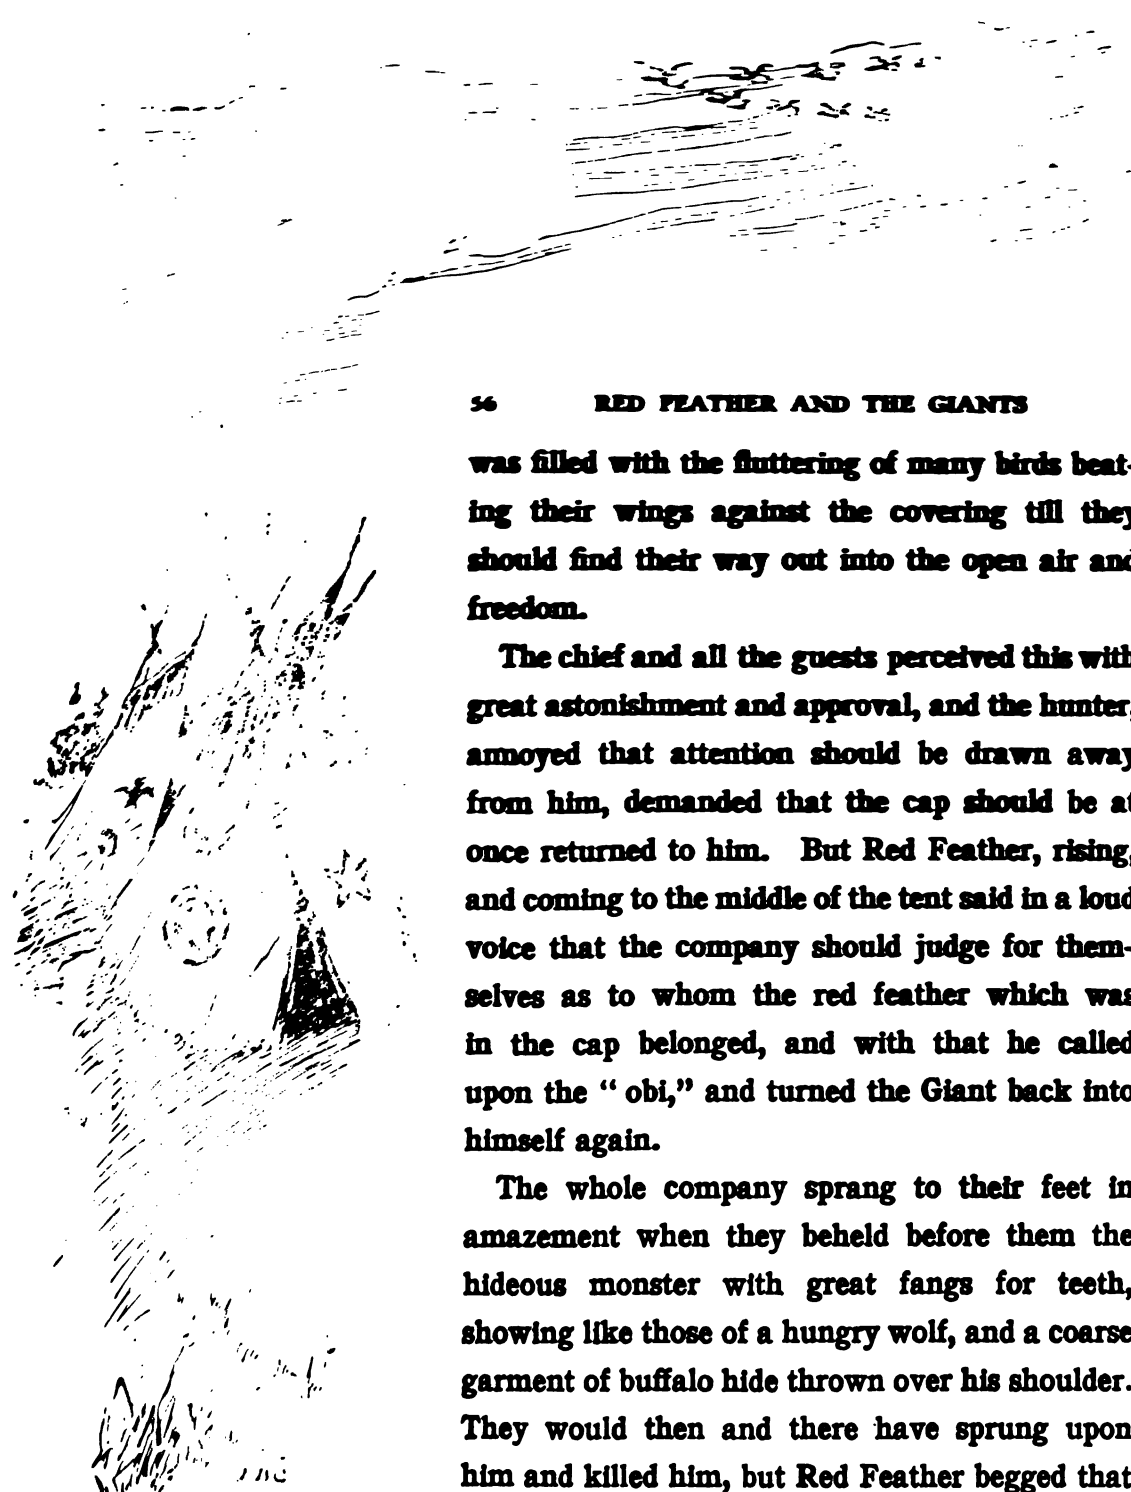 56 RED FEATHER AND THE GIANTS
was filled with the fluttering of many birds beat-
ing their wings against the covering till they
should find their way out into the open air and
freedom.
The chief and all the guests perceived this with
great astonishment and approval, and the hunter,
annoyed that attention should be drawn away
from him, demanded that the cap should be at
once returned to him. But Red Feather, rising,
and coming to the middle of the tent said in a loud
voice that the company should judge for them-
selves as to whom the red feather which was
in the cap belonged, and with that he called
upon the “ obi,” and turned the Giant back into
himself again.
The whole company sprang to their feet in
amazement when they beheld before them the
hideous monster with great fangs for teeth,
showing like those of a hungry wolf, and a coarse
garment of buffalo hide thrown over his shoulder.
They would then and there have sprung upon
him and killed him, but Red Feather begged that